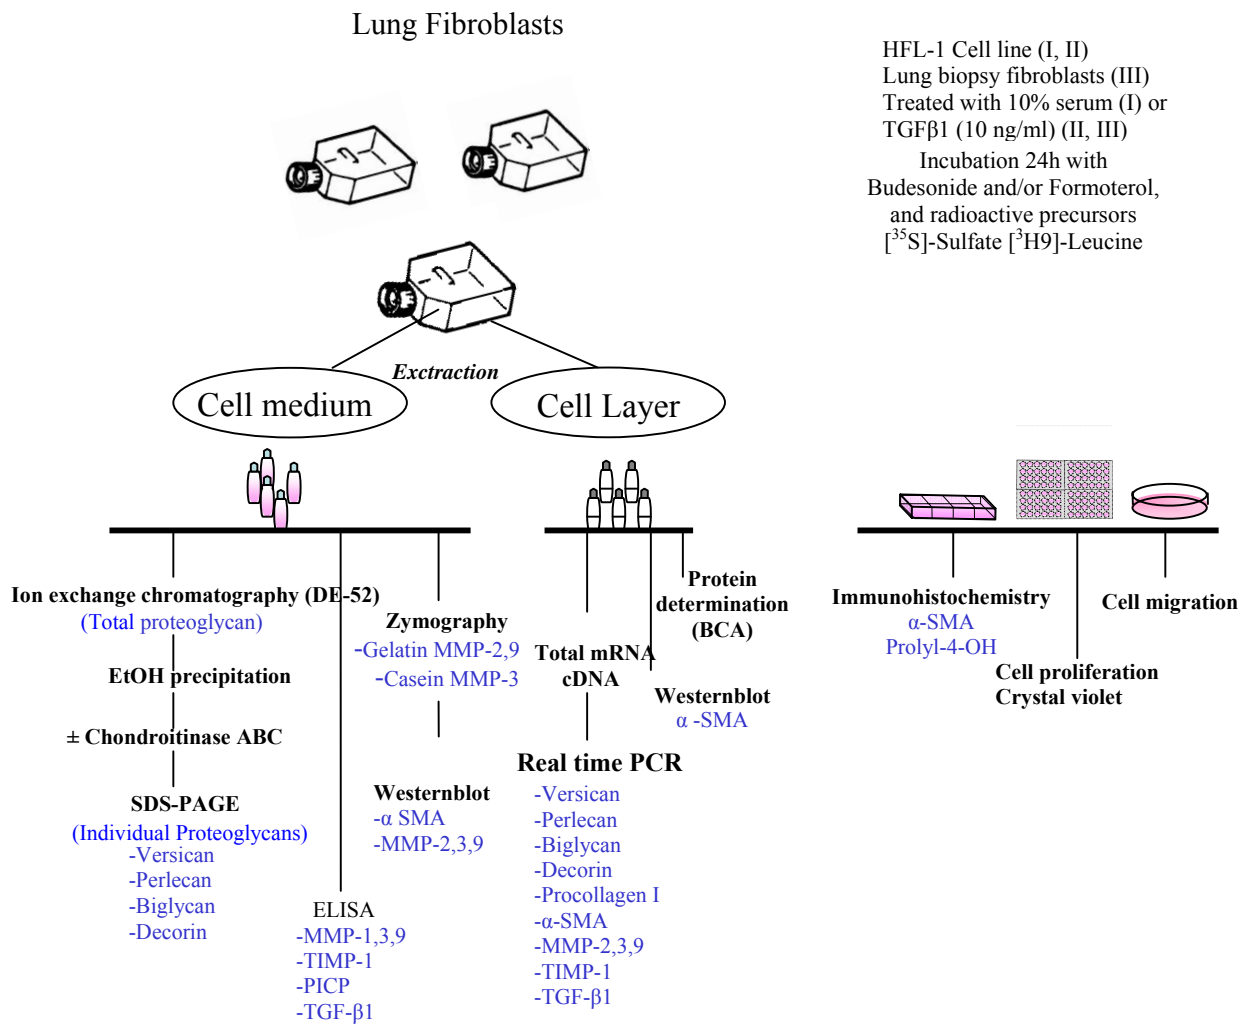 Lung Fibroblasts
HFL-1 Cell line (I, II)
Lung biopsy fibroblasts (III)
Treated with 10% serum (I) or
TGFβ1 (10 ng/ml) (II, III)
Incubation 24h with
Budesonide and/or Formoterol,
and radioactive precursors
[³⁵S]-Sulfate [³H9]-Leucine
Exctraction
Cell medium
Cell Layer
Ion exchange chromatography (DE-52)
(Total proteoglycan)
EtOH precipitation
± Chondroitinase ABC
SDS-PAGE
(Individual Proteoglycans)
-Versican
-Perlecan
-Biglycan
-Decorin
ELISA
-MMP-1,3,9
-TIMP-1
-PICP
-TGF-β1
Zymography
-Gelatin MMP-2,9
-Casein MMP-3
Westernblot
-α SMA
-MMP-2,3,9
Total mRNA
cDNA
Real time PCR
-Versican
-Perlecan
-Biglycan
-Decorin
-Procollagen I
-α-SMA
-MMP-2,3,9
-TIMP-1
-TGF-β1
Westernblot
α -SMA
Protein
determination
(BCA)
Immunohistochemistry
α-SMA
Prolyl-4-OH
Cell proliferation
Crystal violet
Cell migration